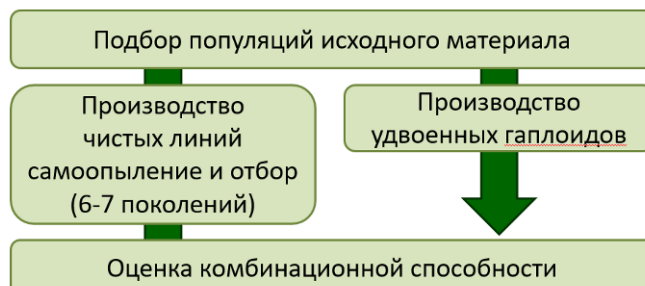 Подбор популяций исходного материала
Производство
чистых линий
самоопыление и отбор
(6-7 поколений)
Производство
удвоенных гаплоидов
Оценка комбинационной способности